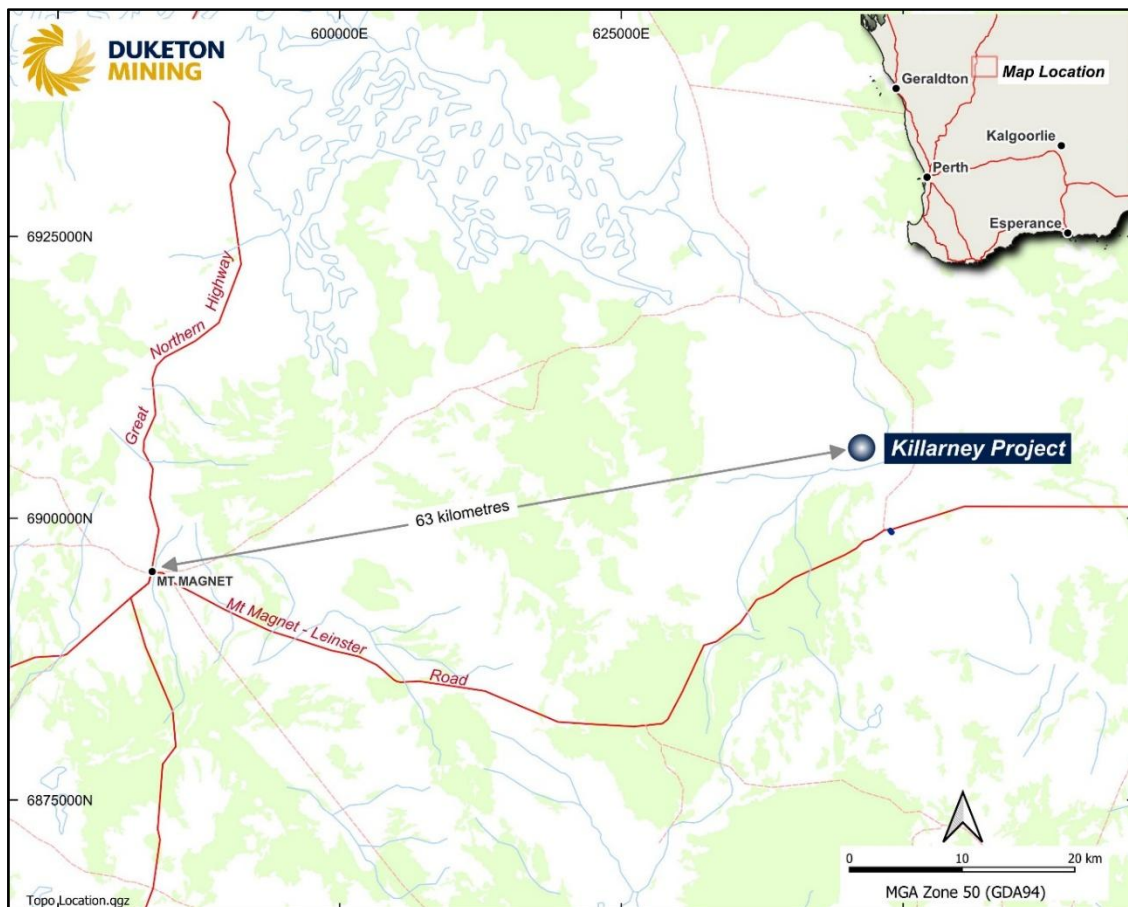 DUKETON
MINING
600000E
625000E
Geraldton
Map Location
Kalgoorlie
Perth
Esperance
6925000N
Great Northern Highway
Killarney Project
63 kilometres
6900000N
MT.MAGNET
Mt Magnet - Leinster Road
6875000N
0 10 20 km
MGA Zone 50 (GDA94)
Topo Location.qgz